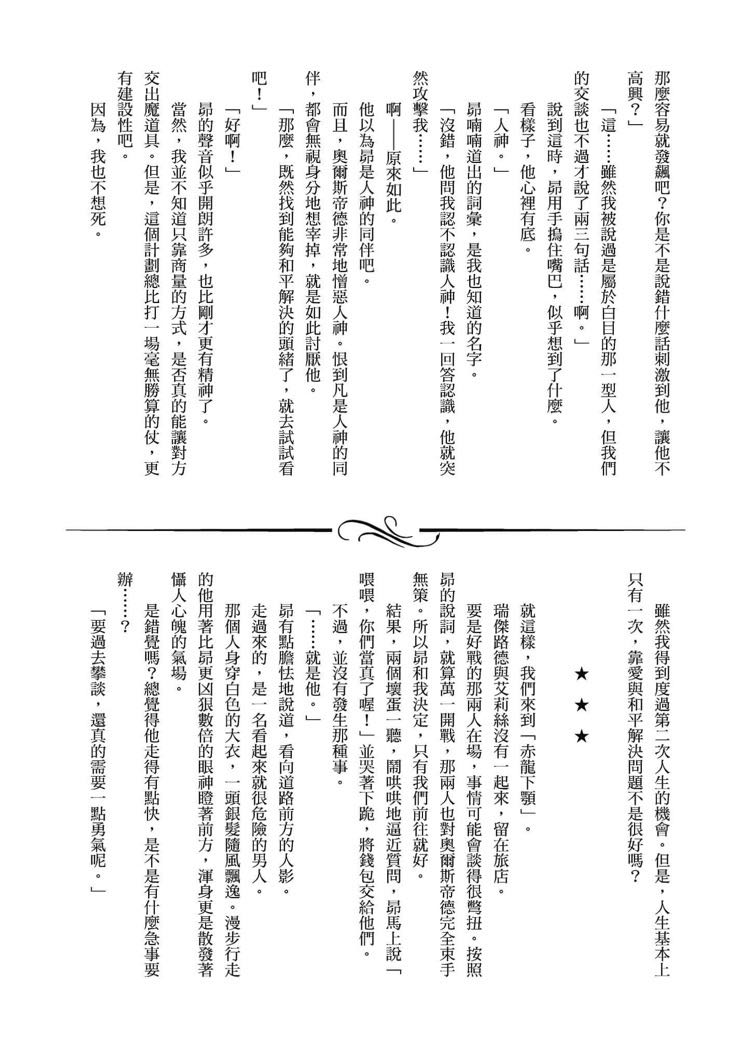 那麼容易就發飆吧？你是不是說錯什麼話刺激到他，讓他不
高興？」
「這……雖然我被說過是屬於白目的那一型人，但我們
的交談也不過才說了兩三句話……啊。」
說到這時，昴用手摀住嘴巴，似乎想到了什麼。
看樣子，他心裡有底。
「人神。」
昴喃喃道出的詞彙，是我也知道的名字。
「沒錯，他問我認不認識人神！我一回答認識，他就突
然攻擊我……」
啊——原來如此。
他以為昴是人神的同伴吧。
而且，奧爾斯帝德非常地憎惡人神。恨到凡是人神的同
伴，都會無視身分地想宰掉，就是如此討厭他。
「那麼，既然找到能夠和平解決的頭緒了，就去試試看
吧！」
「好啊！」
昴的聲音似乎開朗許多，也比剛才更有精神了。
當然，我並不知道只靠商量的方式，是否真的能讓對方
交出魔道具。但是，這個計劃總比打一場毫無勝算的仗，更
有建設性吧。
因為，我也不想死。
雖然我得到度過第二次人生的機會。但是，人生基本上
只有一次，靠愛與和平解決問題不是很好嗎？
★ ★ ★
就這樣，我們來到「赤龍下顎」。
瑞傑路德與艾莉絲沒有一起來，留在旅店。
要是好戰的那兩人在場，事情可能會談得很彆扭。按照
昴的說詞，就算萬一開戰，那兩人也對奧爾斯帝德完全束手
無策。所以昴和我決定，只有我們前往就好。
結果，兩個壞蛋一聽，鬧哄哄地逼近質問，昴馬上說「
喂喂，你們當真了喔！」並哭著下跪，將錢包交給他們。
不過，並沒有發生那種事。
「……就是他。」
昴有點膽怯地說道，看向道路前方的人影。
走過來的，是一名看起來就很危險的男人。
那個人身穿白色的大衣，一頭銀髮隨風飄逸。漫步行走
的他用著比昴更凶狠數倍的眼神瞪著前方，渾身更是散發著
懾人心魄的氣場。
是錯覺嗎？總覺得他走得有點快，是不是有什麼急事要
辦……？
「要過去攀談，還真的需要一點勇氣呢。」